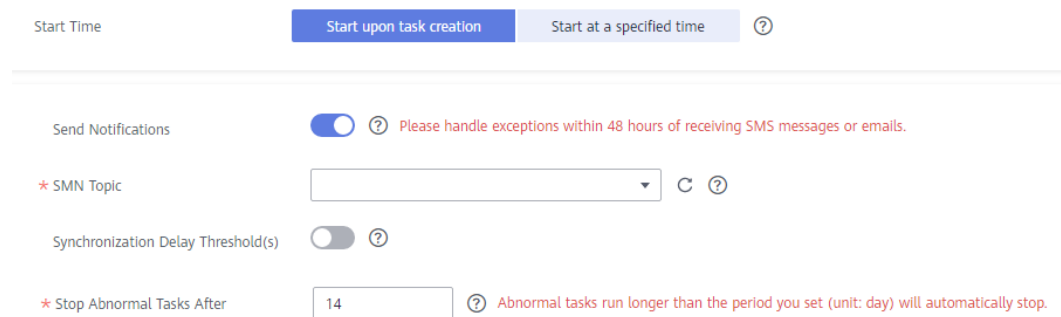 Start Time Start upon task creation Start at a specified time ?
Send Notifications ? Please handle exceptions within 48 hours of receiving SMS messages or emails.
* SMN Topic ?
Synchronization Delay Threshold(s) ?
* Stop Abnormal Tasks After 14 ? Abnormal tasks run longer than the period you set (unit: day) will automatically stop.